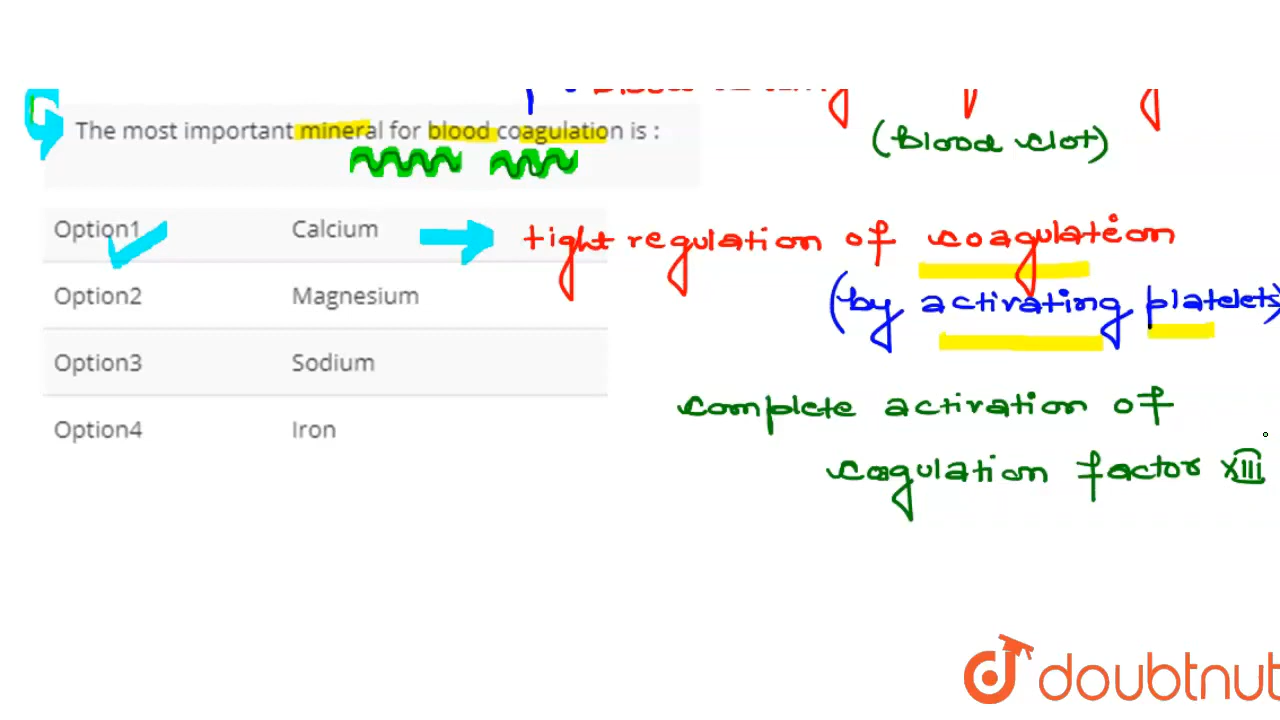 The most important mineral for blood coagulation is :
(blood clot)
Option1 Calcium
tight regulation of coagulation
(by activating platelets)
Option2 Magnesium
Option3 Sodium
complete activation of
Option4 Iron
coagulation factor XIII
doubtnut